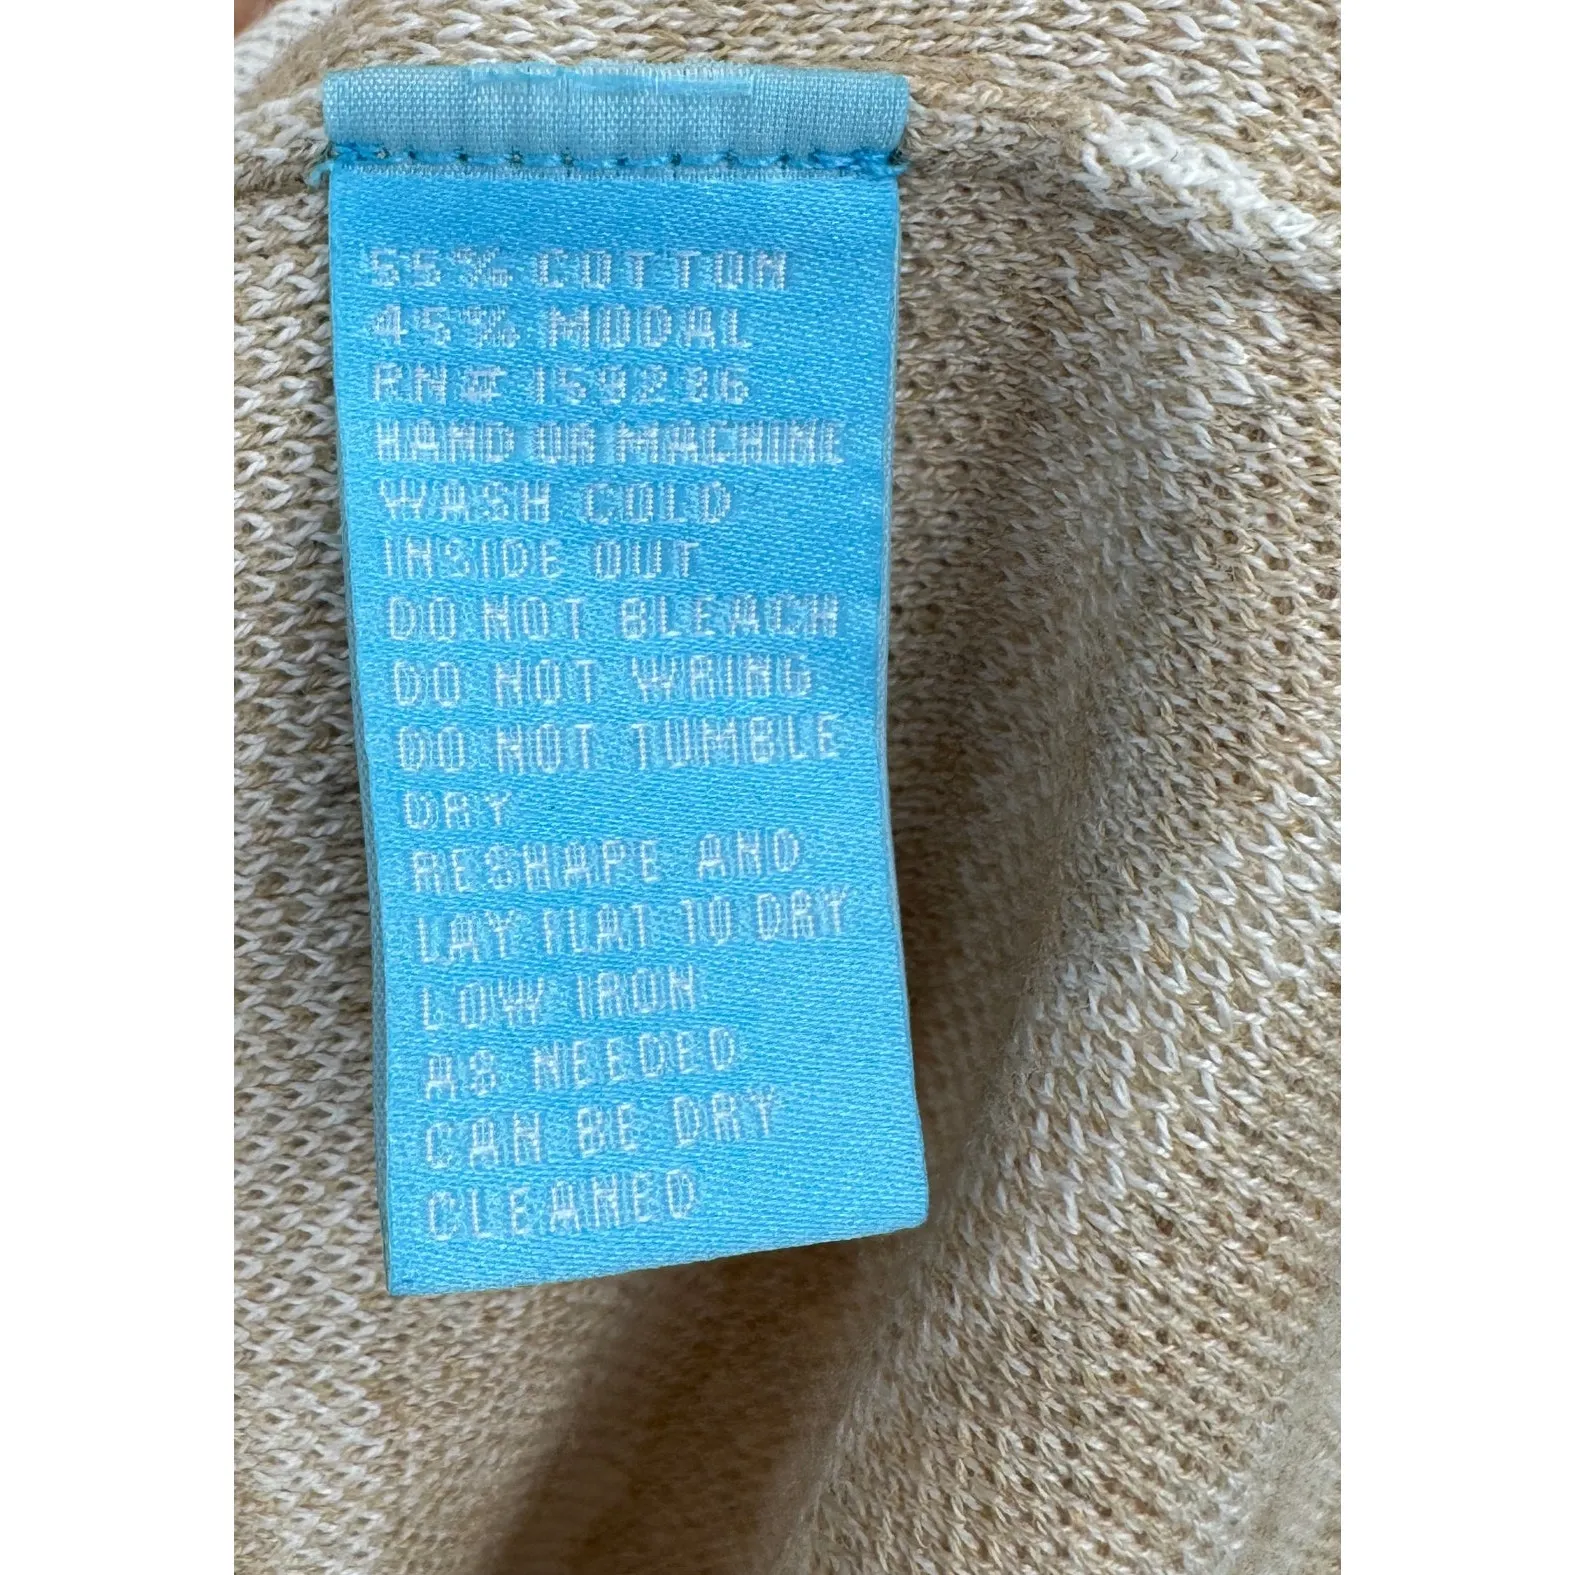 55% COTTON
45% MODAL
RN# 159286
HAND OR MACHINE
WASH COLD
INSIDE OUT
DO NOT BLEACH
DO NOT WRING
DO NOT TUMBLE
DRY
RESHAPE AND
LAY FLAT TO DRY
LOW IRON
AS NEEDED
CAN BE DRY
CLEANED